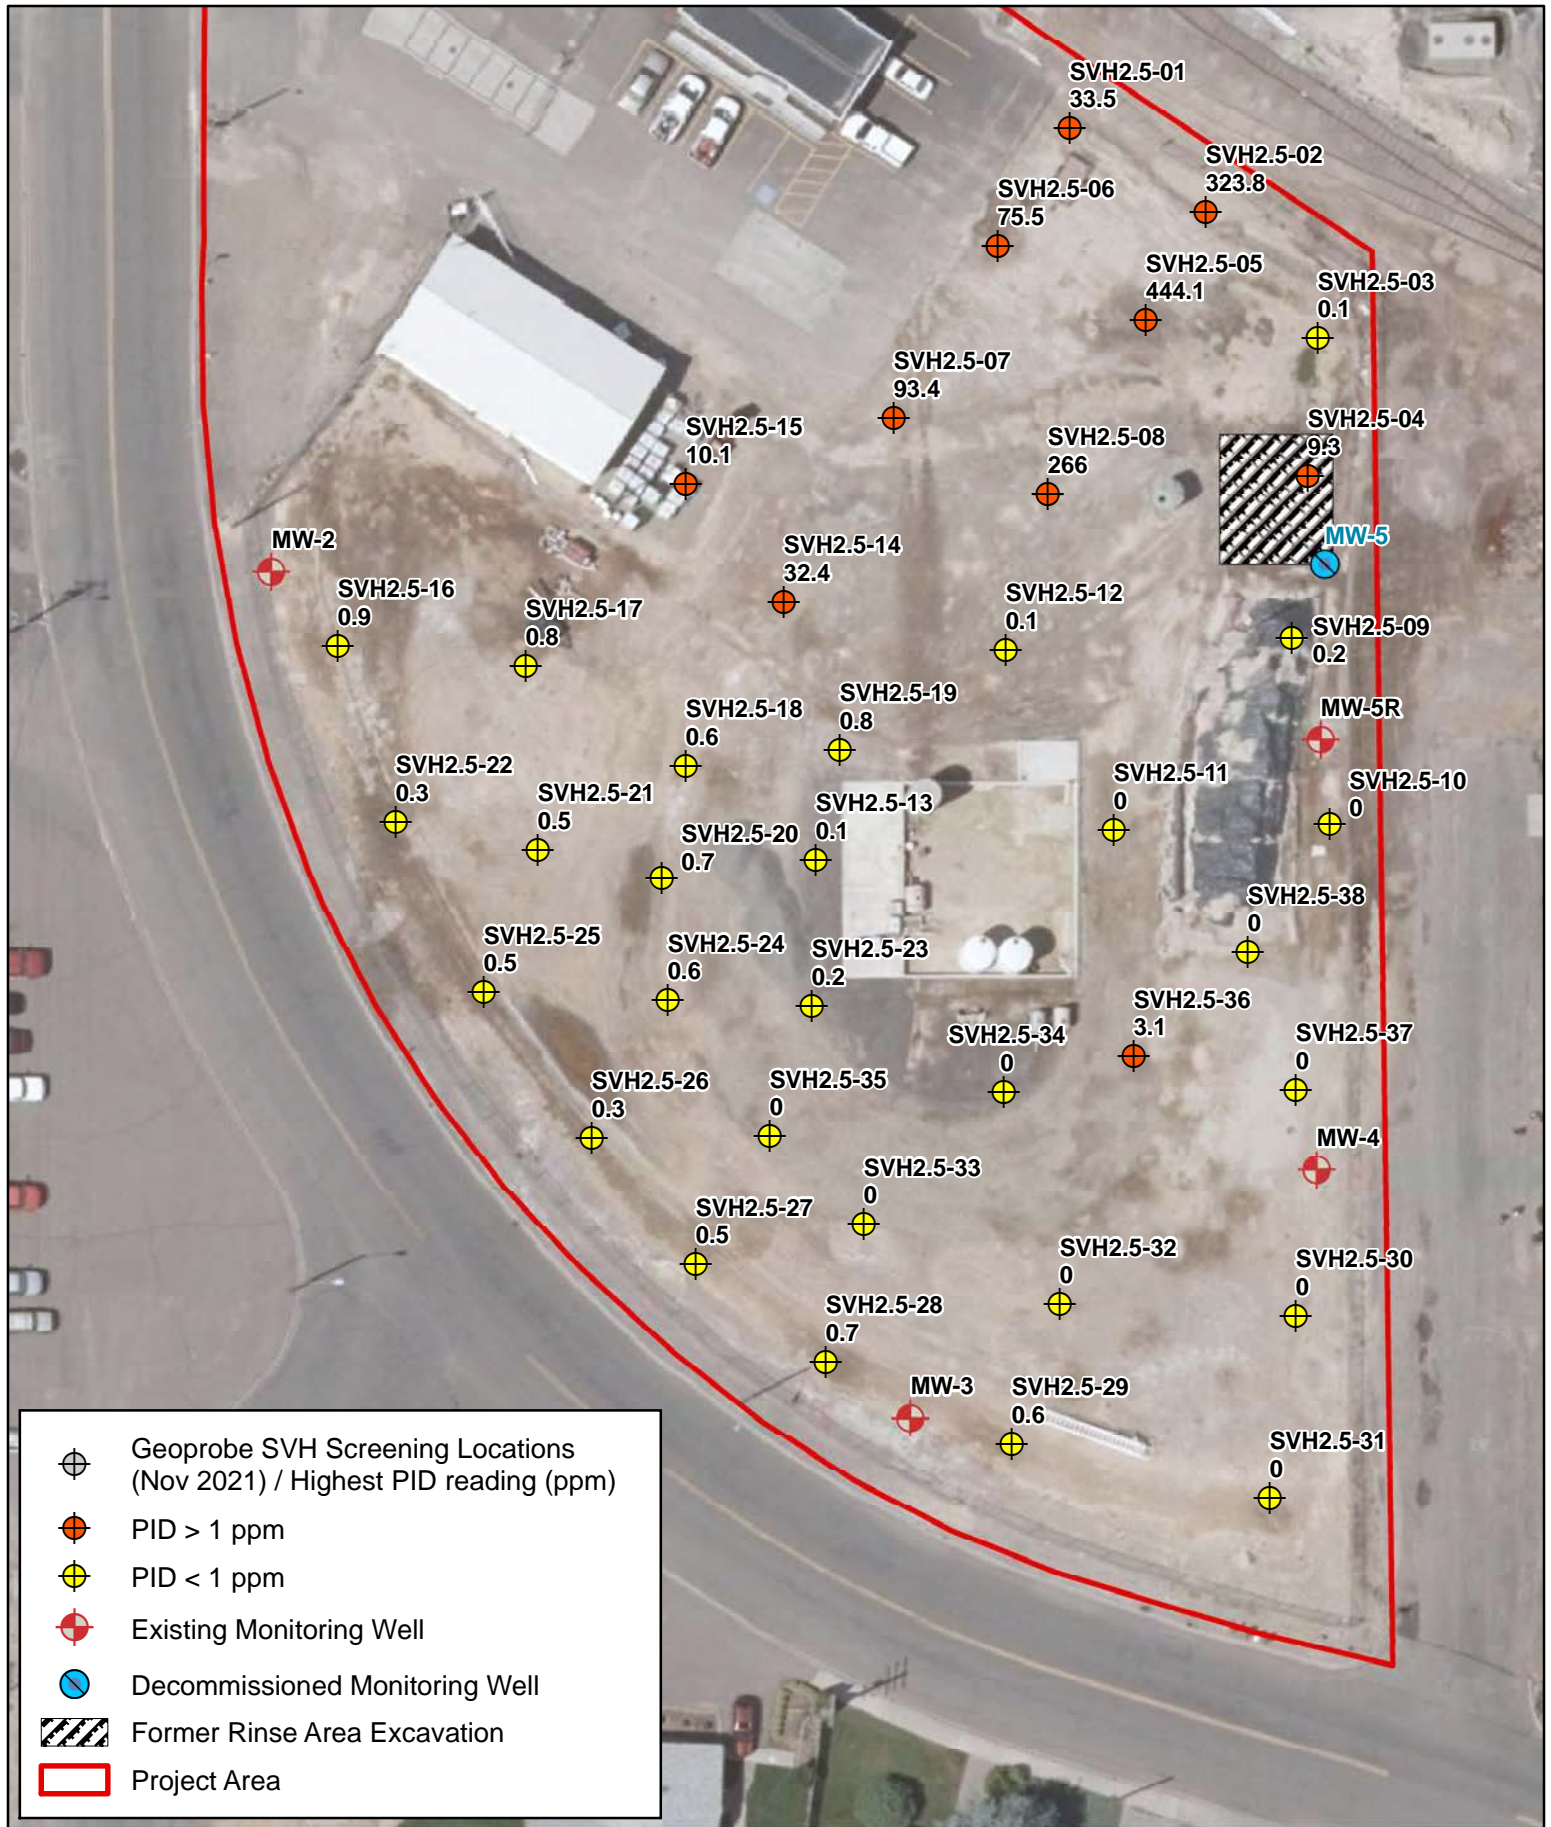 SVH2.5-01
33.5
SVH2.5-02
323.8
SVH2.5-06
75.5
SVH2.5-05
444.1
SVH2.5-03
0.1
SVH2.5-07
93.4
SVH2.5-04
9.3
SVH2.5-15
10.1
SVH2.5-08
266
MW-5
MW-2
SVH2.5-14
32.4
SVH2.5-16
0.9
SVH2.5-17
0.8
SVH2.5-12
0.1
SVH2.5-09
0.2
SVH2.5-18
0.6
SVH2.5-19
0.8
MW-5R
SVH2.5-22
0.3
SVH2.5-21
0.5
SVH2.5-11
0
SVH2.5-10
0
SVH2.5-20
0.7
SVH2.5-13
0.1
SVH2.5-38
0
SVH2.5-25
0.5
SVH2.5-24
0.6
SVH2.5-23
0.2
SVH2.5-36
3.1
SVH2.5-34
0
SVH2.5-37
0
SVH2.5-26
0.3
SVH2.5-35
0
MW-4
SVH2.5-33
0
SVH2.5-27
0.5
SVH2.5-32
0
SVH2.5-30
0
SVH2.5-28
0.7
MW-3
SVH2.5-29
0.6
SVH2.5-31
0
Geoprobe SVH Screening Locations
(Nov 2021) / Highest PID reading (ppm)
PID > 1 ppm
PID < 1 ppm
Existing Monitoring Well
Decommissioned Monitoring Well
Former Rinse Area Excavation
Project Area